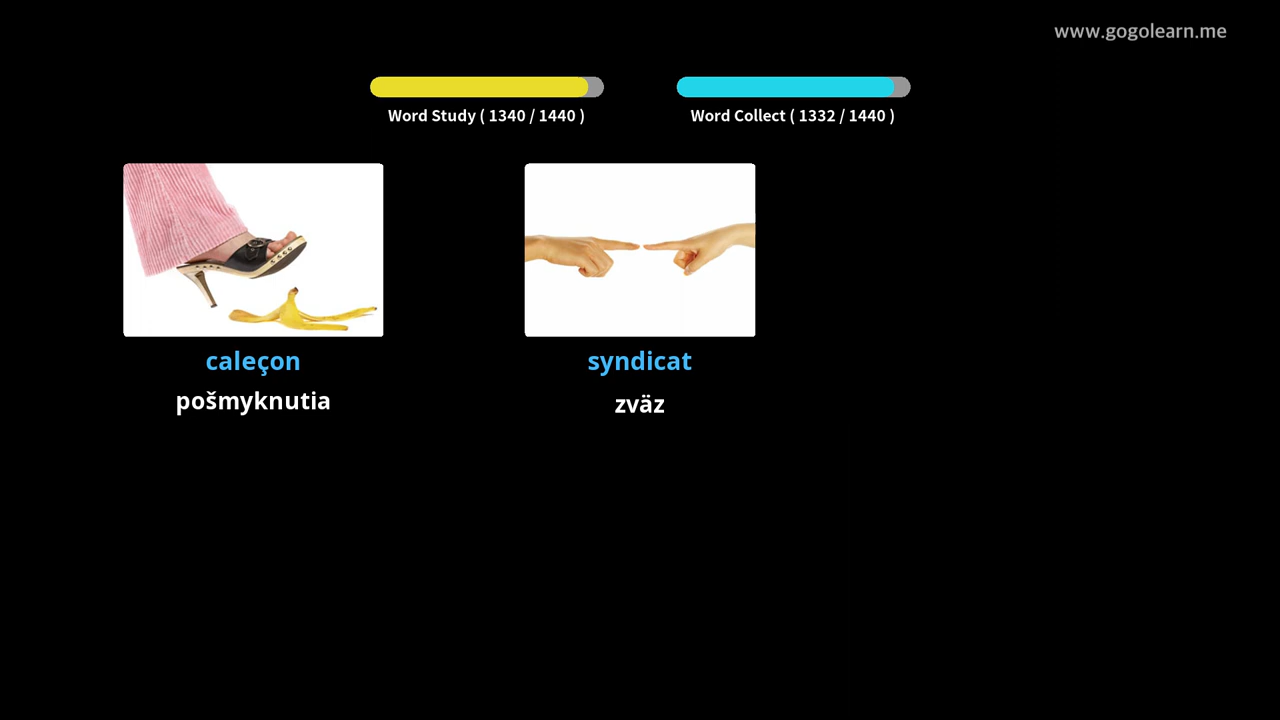 www.gogolearn.me
Word Study ( 1340 / 1440 )
Word Collect ( 1332 / 1440 )
caleçon
pošmyknutia
syndicat
zväz